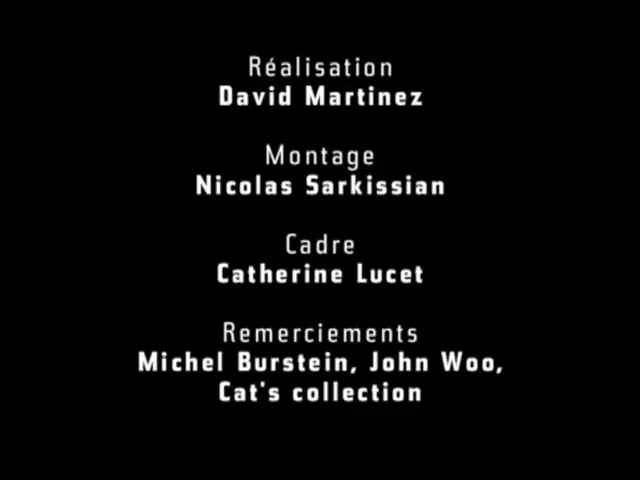 Réalisation
David Martinez
Montage
Nicolas Sarkissian
Cadre
Catherine Lucet
Remerciements
Michel Burstein, John Woo,
Cat's collection